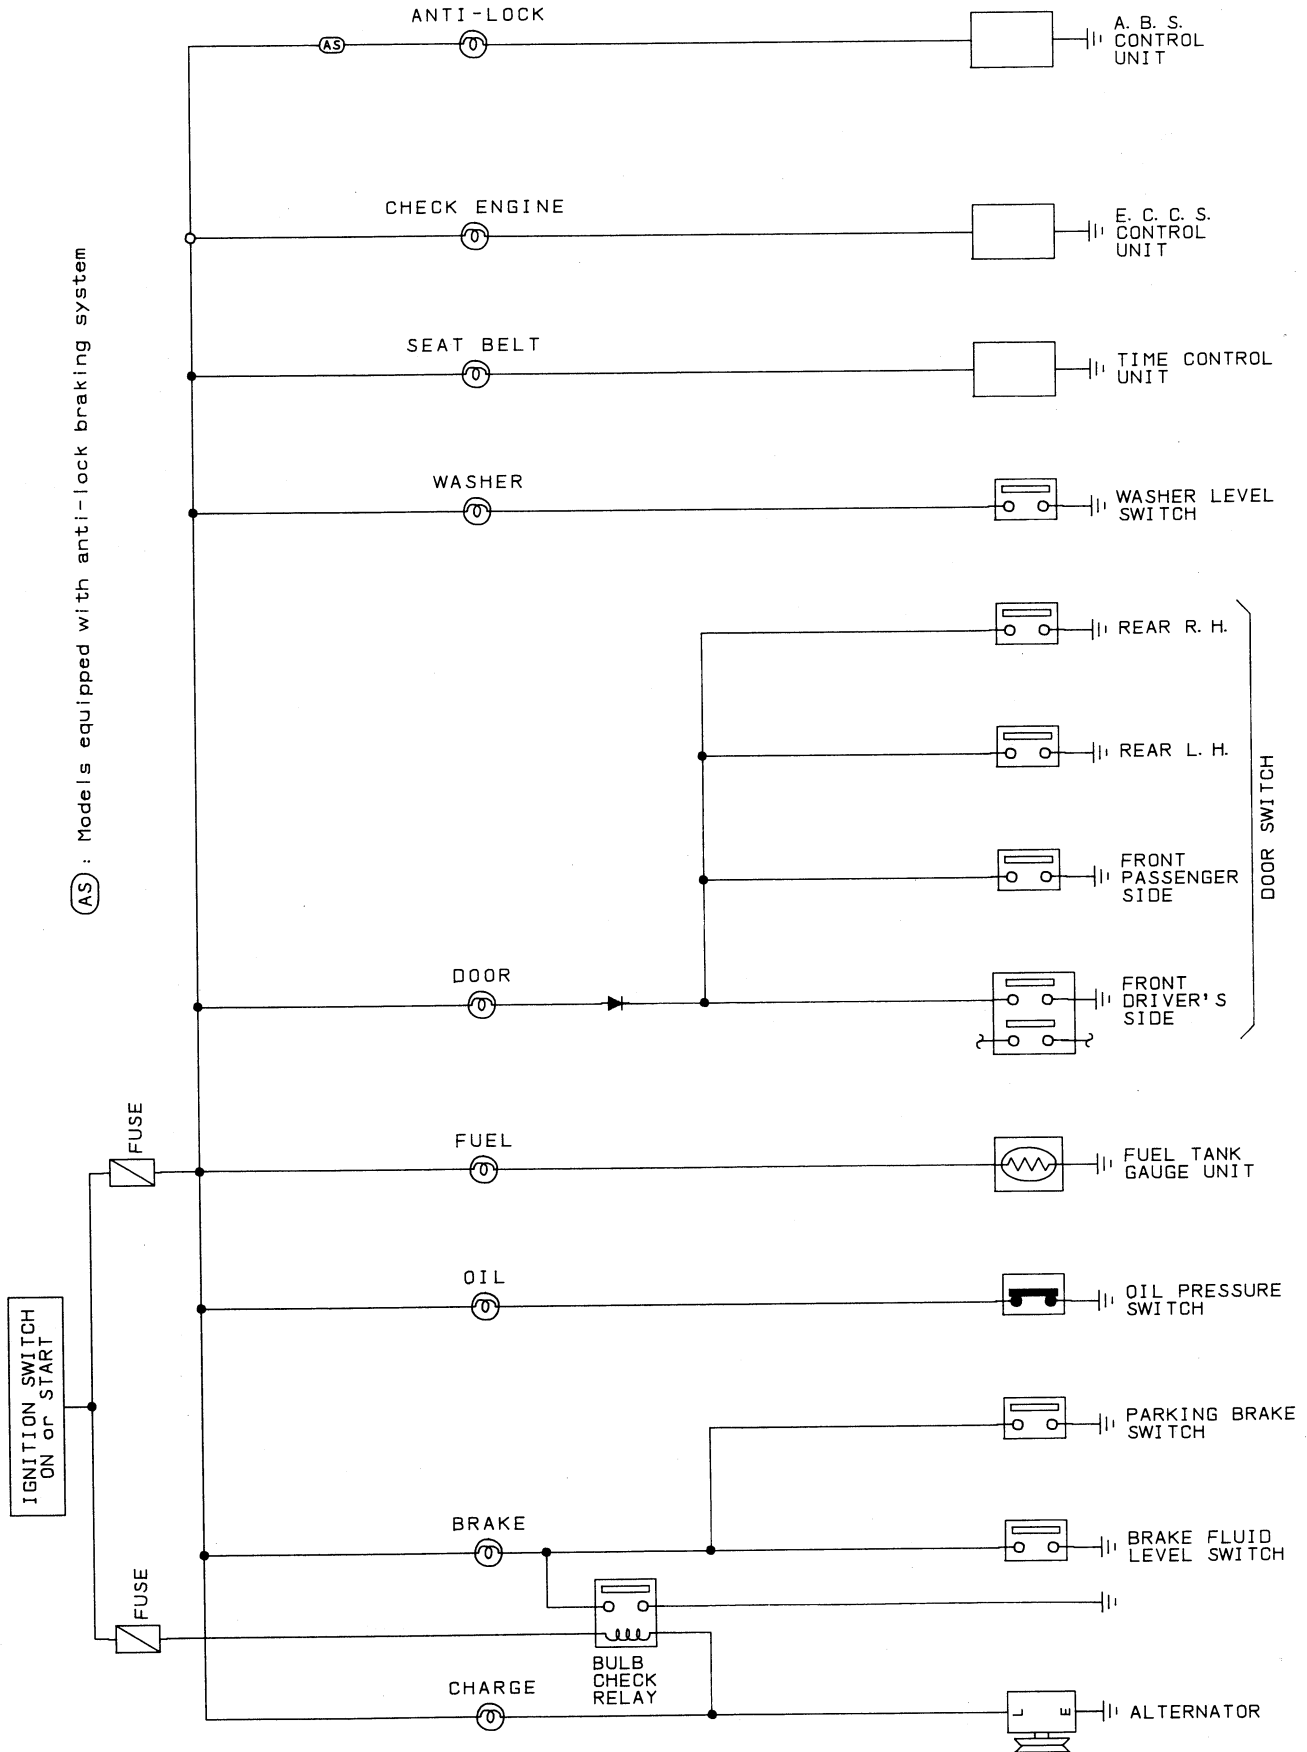 ANTI-LOCK
AS
A. B. S.
CONTROL
UNIT
CHECK ENGINE
E. C. C. S.
CONTROL
UNIT
AS : Models equipped with anti-lock braking system
SEAT BELT
TIME CONTROL
UNIT
WASHER
WASHER LEVEL
SWITCH
REAR R. H.
REAR L. H.
DOOR SWITCH
FRONT
PASSENGER
SIDE
DOOR
FRONT
DRIVER'S
SIDE
FUSE
FUEL
FUEL TANK
GAUGE UNIT
OIL
OIL PRESSURE
SWITCH
IGNITION SWITCH
ON or START
PARKING BRAKE
SWITCH
BRAKE
BRAKE FLUID
LEVEL SWITCH
FUSE
BULB
CHECK
RELAY
CHARGE
L
E
ALTERNATOR